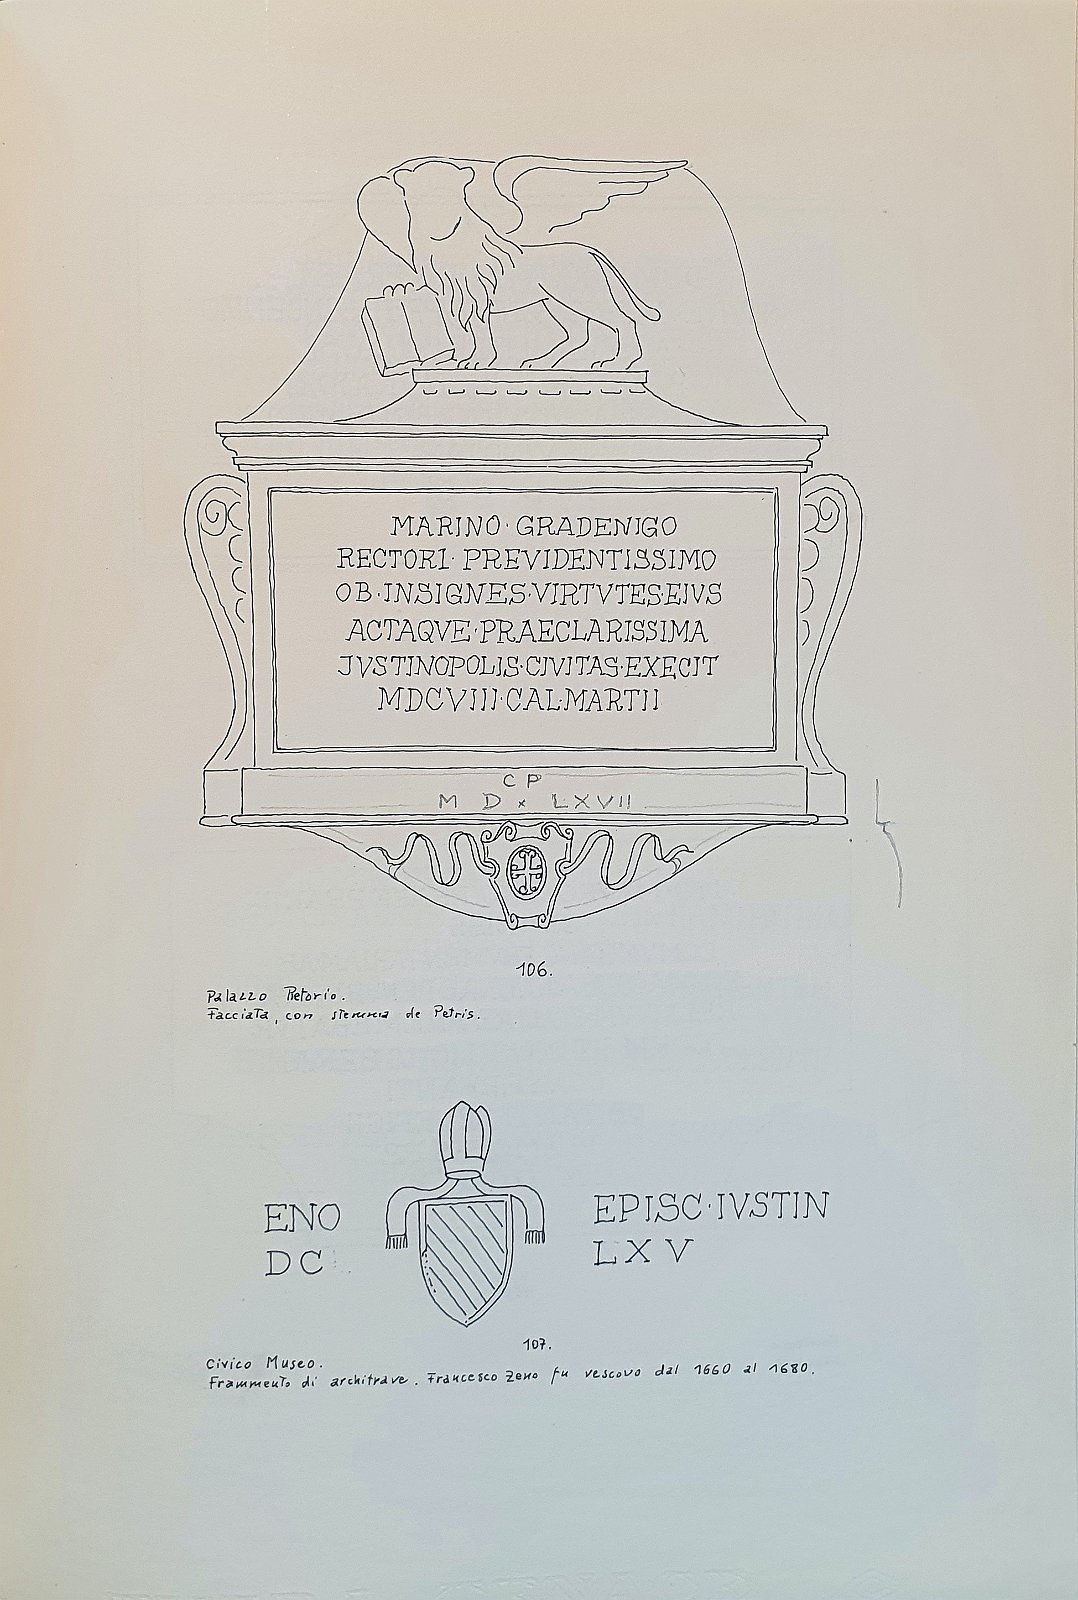 MARINO·GRADENIGO
RECTORI·PREVIDENTISSIMO
OB·INSIGNES·VIRTVTES·EJVS
ACTAQVE·PRAECLARISSIMA
JVSTINOPOLIS·CIVITAS·EXECIT
MDCVIII·CAL·MARTII
C P
M D × LXVII
106.
Palazzo Pretorio.
Facciata, con stemma de Petris.
ENO EPISC·IVSTIN
DC LXV
107.
Civico Museo.
Frammento di architrave. Francesco Zeno fu vescovo dal 1660 al 1680.